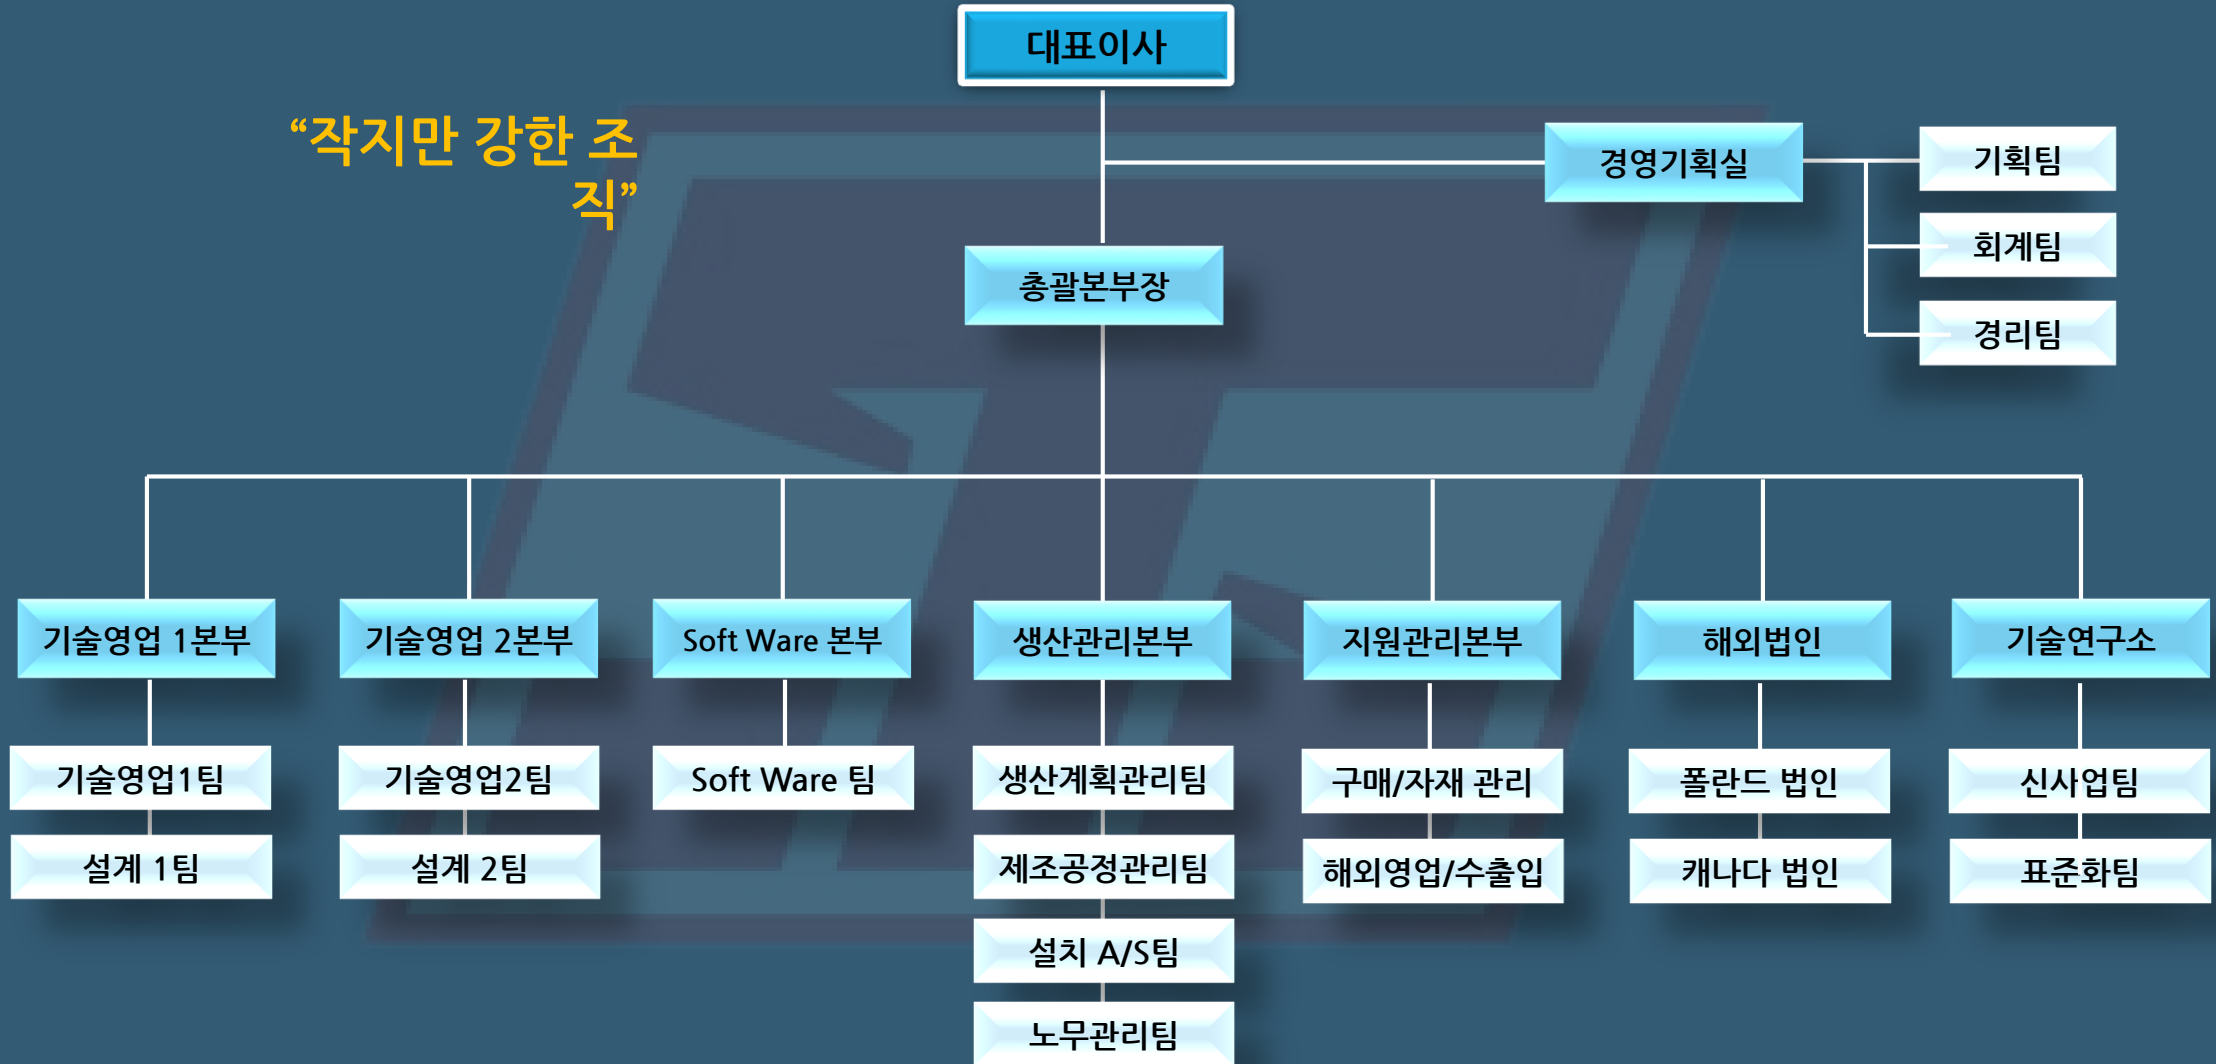 대표이사
“작지만 강한 조
직”
경영기획실
기획팀
회계팀
경리팀
총괄본부장
기술영업 1본부
기술영업 2본부
Soft Ware 본부
생산관리본부
지원관리본부
해외법인
기술연구소
기술영업1팀
기술영업2팀
Soft Ware 팀
생산계획관리팀
구매/자재 관리
폴란드 법인
신사업팀
설계 1팀
설계 2팀
제조공정관리팀
해외영업/수출입
캐나다 법인
표준화팀
설치 A/S팀
노무관리팀